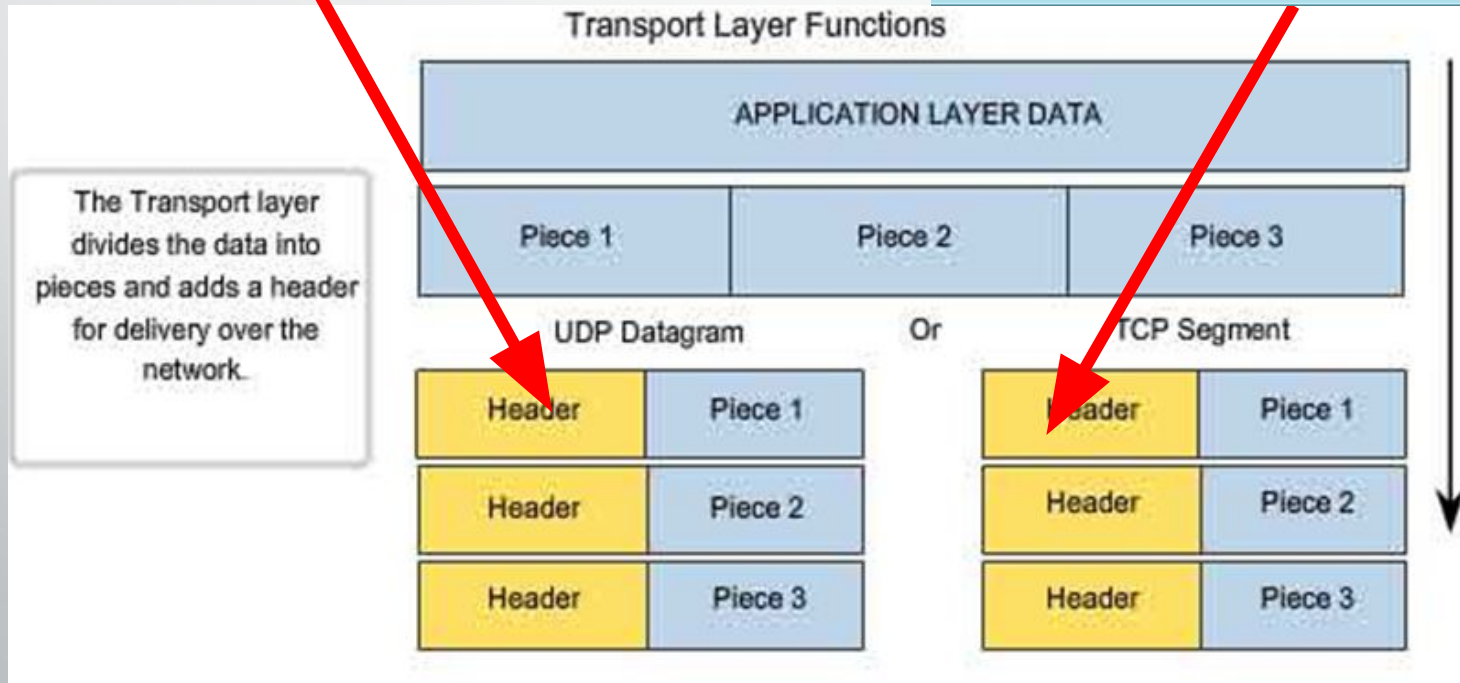 Transport Layer Functions
APPLICATION LAYER DATA
The Transport layer
divides the data into
pieces and adds a header
for delivery over the
network.
Piece 1 Piece 2 Piece 3
UDP Datagram Or TCP Segment
Header Piece 1 Header Piece 1
Header Piece 2 Header Piece 2
Header Piece 3 Header Piece 3